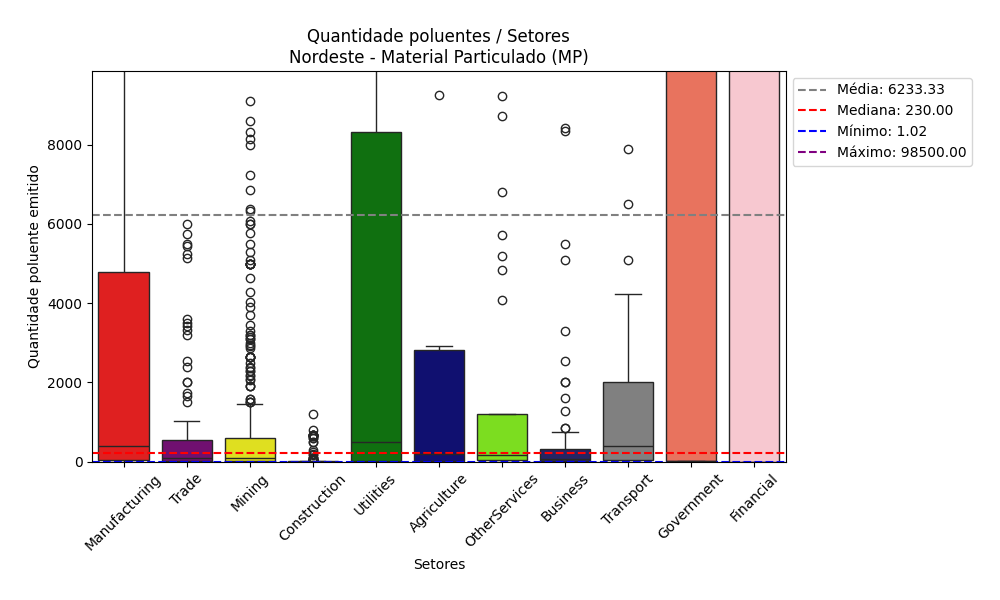 Quantidade poluentes / Setores
Nordeste - Material Particulado (MP)
Média: 6233.33
Mediana: 230.00
Mínimo: 1.02
Máximo: 98500.00
Quantidade poluente emitido
8000
6000
4000
2000
0
Manufacturing
Trade
Mining
Construction
Utilities
Agriculture
OtherServices
Business
Transport
Government
Financial
Setores